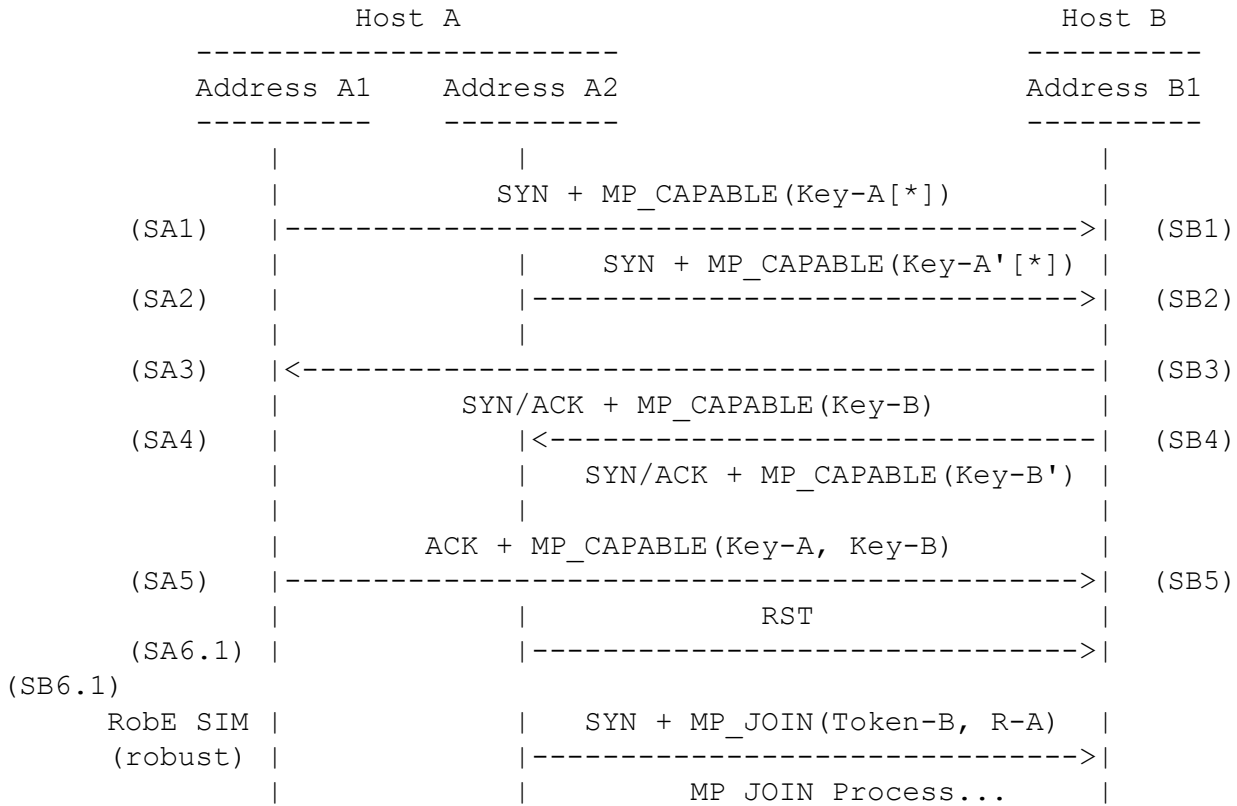 Host A                                  Host B
           ------------------------                       ----------
           Address A1    Address A2                       Address B1
           ----------    ----------                       ----------
               |             |                                |
               |           SYN + MP_CAPABLE(Key-A[*])         |
       (SA1)   |--------------------------------------------->|   (SB1)
               |             |    SYN + MP_CAPABLE(Key-A'[*]) |
       (SA2)   |             |------------------------------->|   (SB2)
               |             |                                |
       (SA3)   |<---------------------------------------------|   (SB3)
               |          SYN/ACK + MP_CAPABLE(Key-B)         |
       (SA4)   |             |<-------------------------------|   (SB4)
               |             |   SYN/ACK + MP_CAPABLE(Key-B') |
               |             |                                |
               |        ACK + MP_CAPABLE(Key-A, Key-B)        |
       (SA5)   |--------------------------------------------->|   (SB5)
               |             |             RST                |
       (SA6.1) |             |------------------------------->|
(SB6.1)
      RobE SIM |             |   SYN + MP_JOIN(Token-B, R-A)  |
      (robust) |             |------------------------------->|
               |             |         MP JOIN Process...     |